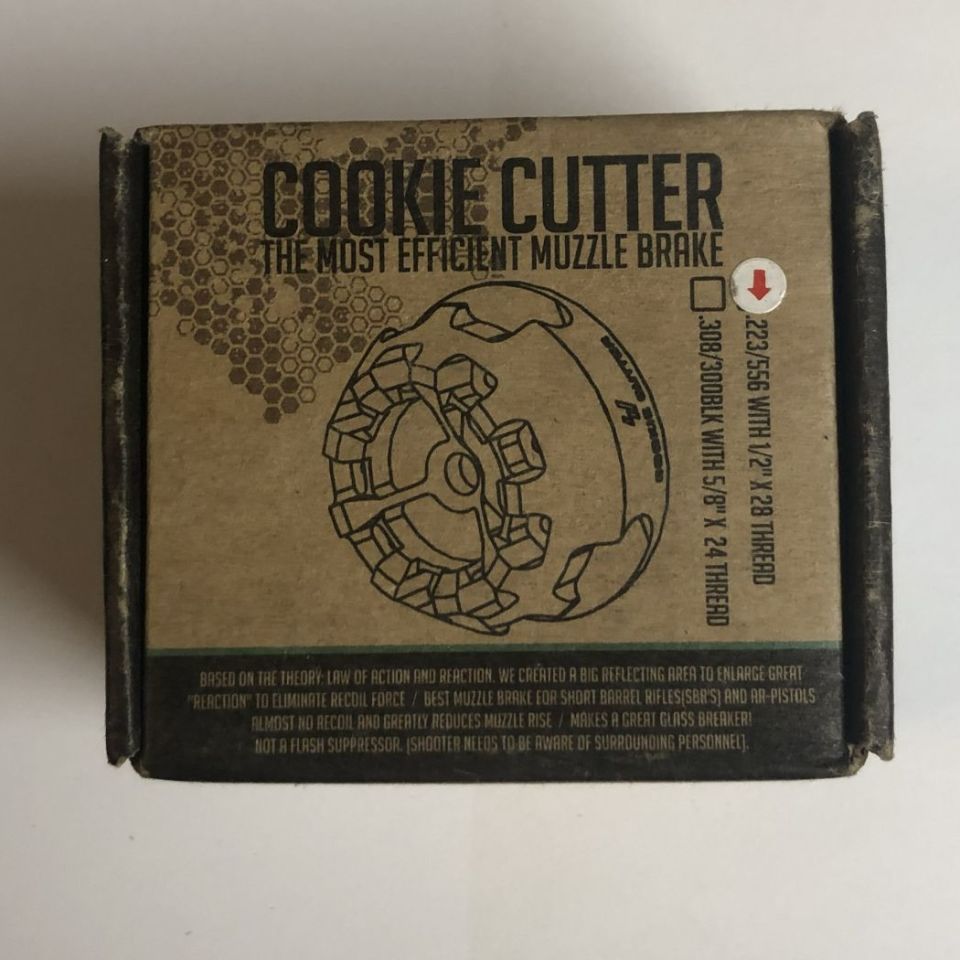 COOKIE CUTTER
THE MOST EFFICIENT MUZZLE BRAKE
.223/556 WITH 1/2" X 28 THREAD
.308/300BLK WITH 5/8" X 24 THREAD
COOKIE CUTTER
BASED ON THE THEORY: LAW OF ACTION AND REACTION. WE CREATED A BIG REFLECTING AREA TO ENLARGE GREAT
"REACTION" TO ELIMINATE RECOIL FORCE / BEST MUZZLE BRAKE FOR SHORT BARREL RIFLES(SBR'S) AND AR-PISTOLS
ALMOST NO RECOIL AND GREATLY REDUCES MUZZLE RISE / MAKES A GREAT GLASS BREAKER!
NOT A FLASH SUPPRESSOR. (SHOOTER NEEDS TO BE AWARE OF SURROUNDING PERSONNEL).